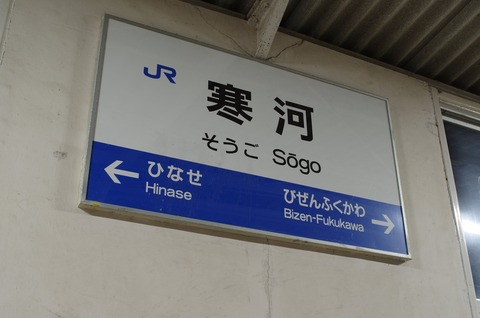 JR
寒河
そうご Sōgo
← ひなせ
Hinase
びぜんふくかわ →
Bizen-Fukukawa